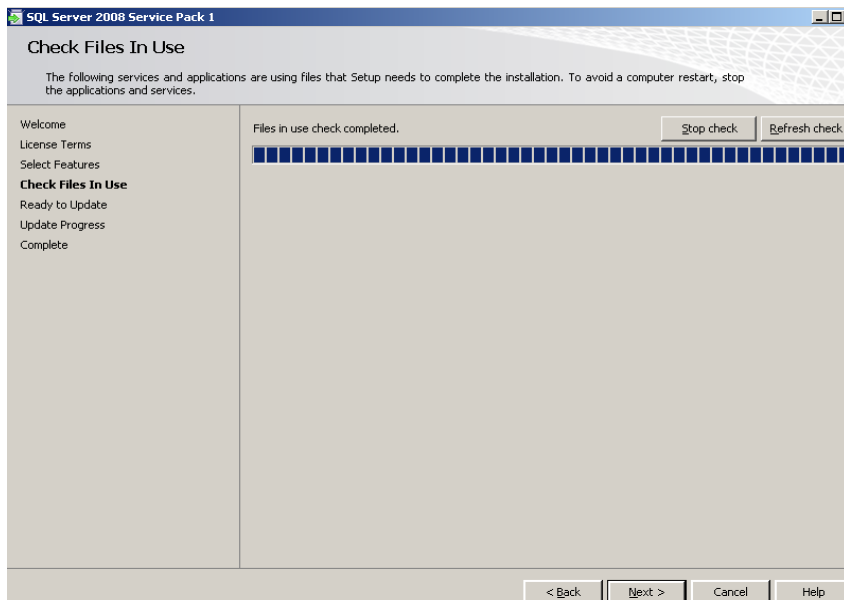 SQL Server 2008 Service Pack 1
Check Files In Use
The following services and applications are using files that Setup needs to complete the installation. To avoid a computer restart, stop
the applications and services.
Welcome
License Terms
Select Features
Check Files In Use
Ready to Update
Update Progress
Complete
Files in use check completed.
Stop check
Refresh check
< Back
Next >
Cancel
Help